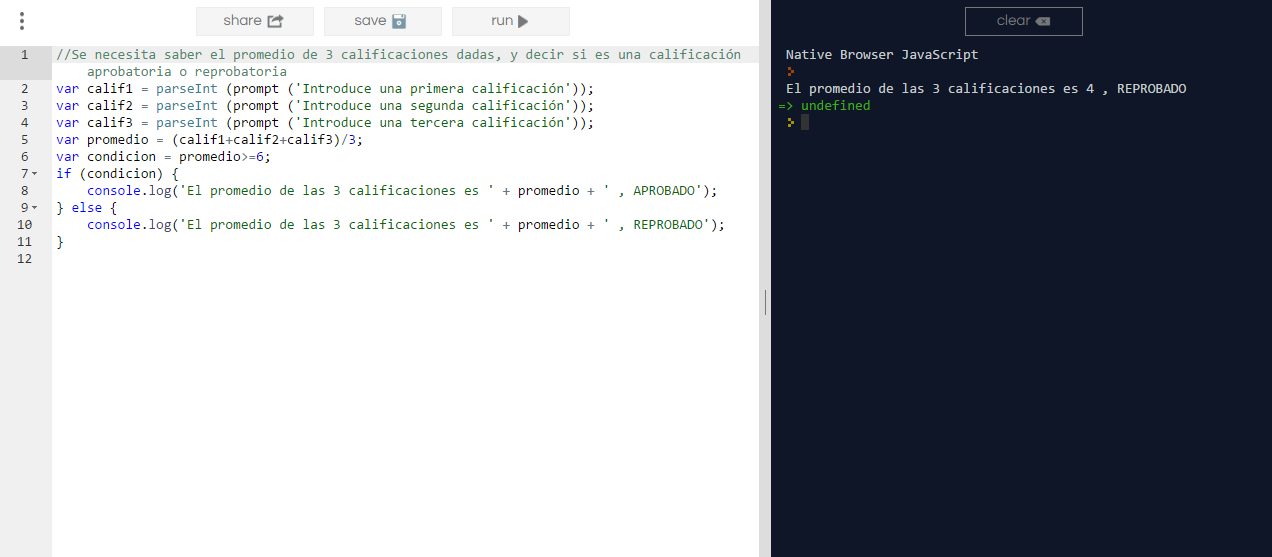 share
save
run
clear
1 //Se necesita saber el promedio de 3 calificaciones dadas, y decir si es una calificación
aprobatoria o reprobatoria
2 var calif1 = parseInt (prompt ('Introduce una primera calificación'));
3 var calif2 = parseInt (prompt ('Introduce una segunda calificación'));
4 var calif3 = parseInt (prompt ('Introduce una tercera calificación'));
5 var promedio = (calif1+calif2+calif3)/3;
6 var condicion = promedio>=6;
7 if (condicion) {
8 console.log('El promedio de las 3 calificaciones es ' + promedio + ' , APROBADO');
9 } else {
10 console.log('El promedio de las 3 calificaciones es ' + promedio + ' , REPROBADO');
11 }
12
Native Browser JavaScript
>
El promedio de las 3 calificaciones es 4 , REPROBADO
=> undefined
>